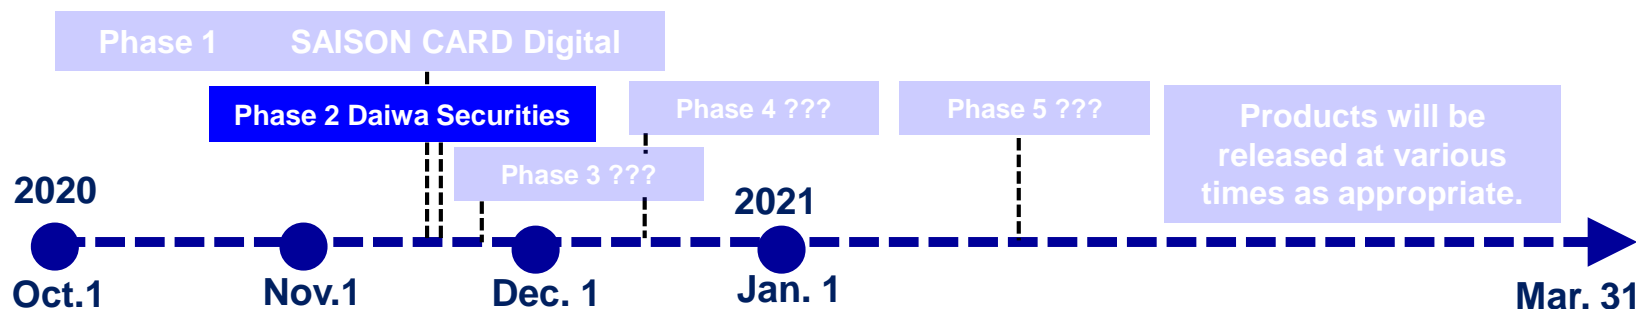 Phase 1 SAISON CARD Digital
Phase 2 Daiwa Securities
Phase 4 ???
Phase 5 ???
Products will be
released at various
times as appropriate.
Phase 3 ???
2020
2021
Oct.1
Nov.1
Dec. 1
Jan. 1
Mar. 31